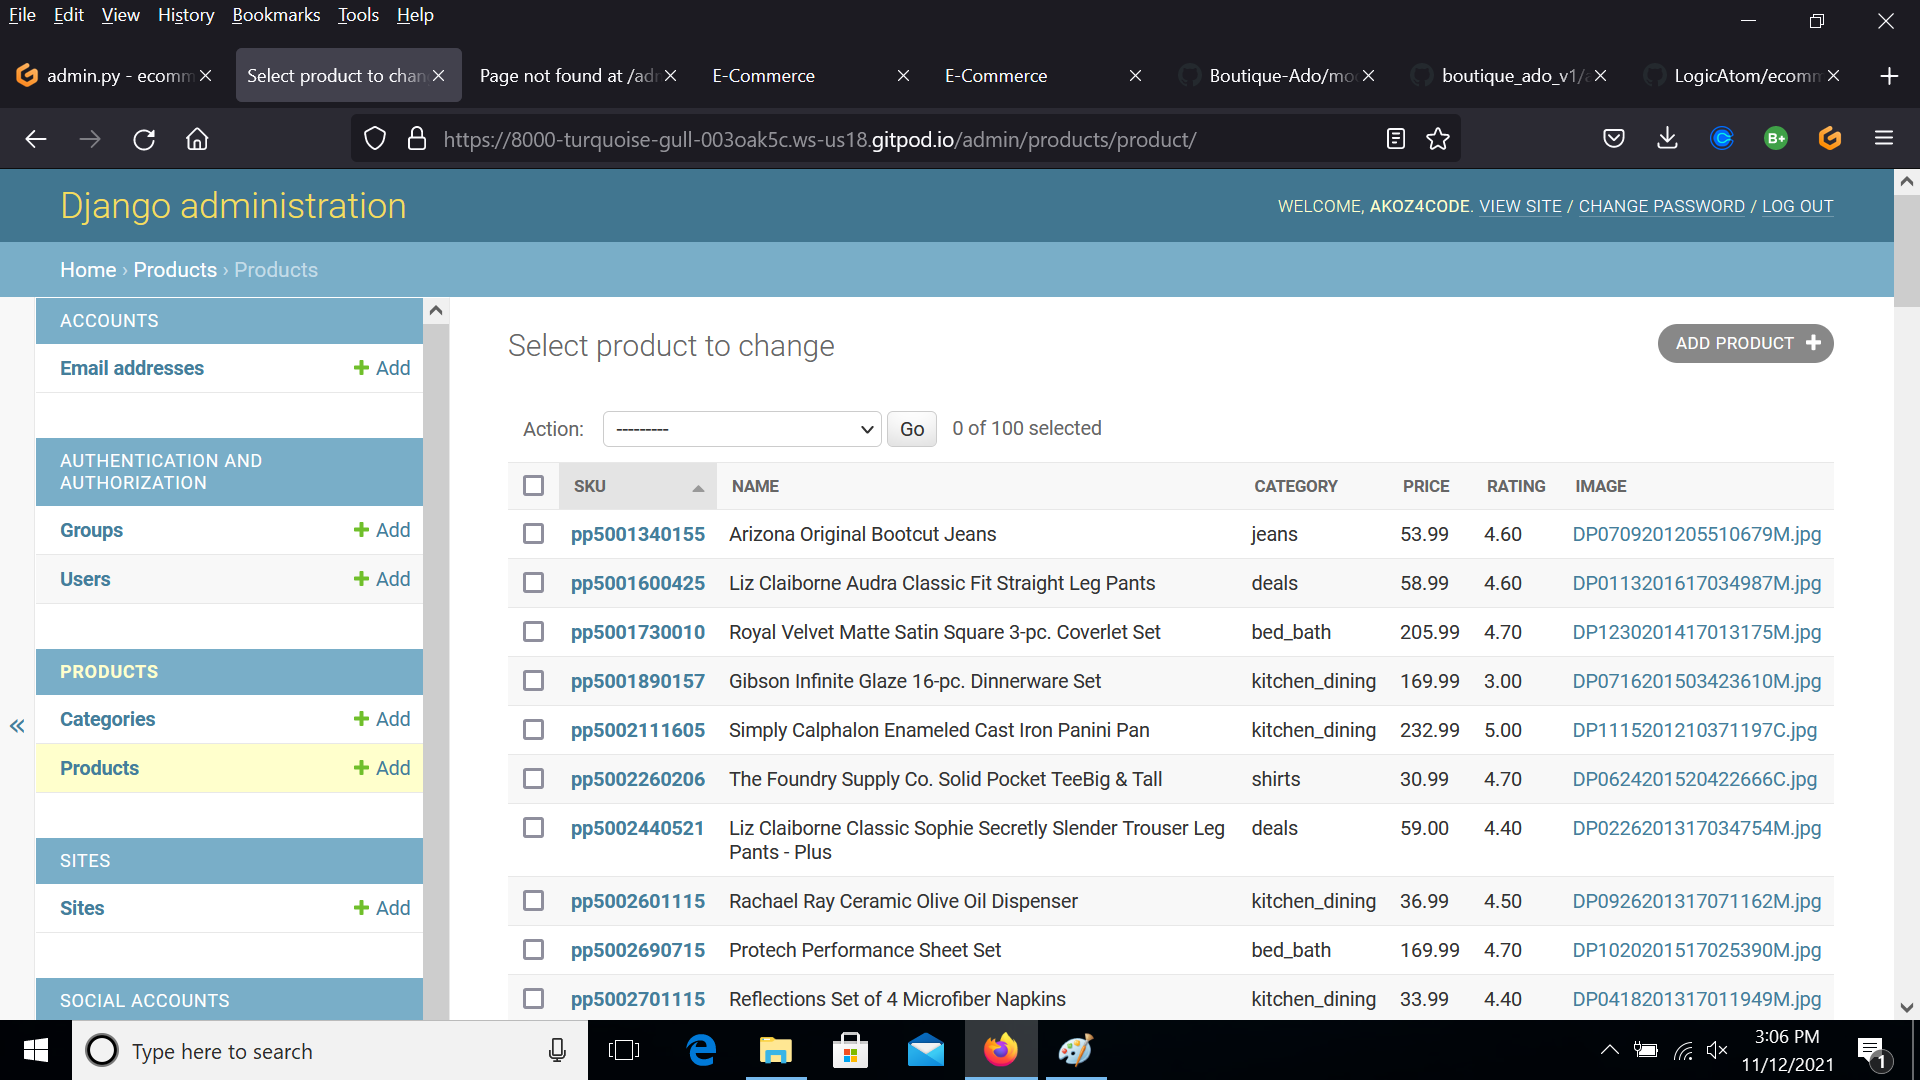 File Edit View History Bookmarks Tools Help
admin.py - ecomm
Select product to chan
Page not found at /ad
E-Commerce
E-Commerce
Boutique-Ado/mo
boutique_ado_v1/
LogicAtom/ecomm
https://8000-turquoise-gull-003oak5c.ws-us18.gitpod.io/admin/products/product/
Django administration
WELCOME, AKOZ4CODE. VIEW SITE / CHANGE PASSWORD / LOG OUT
Home › Products › Products
ACCOUNTS
Email addresses + Add
AUTHENTICATION AND
AUTHORIZATION
Groups + Add
Users + Add
PRODUCTS
Categories + Add
Products + Add
SITES
Sites + Add
SOCIAL ACCOUNTS
«
Select product to change
ADD PRODUCT +
Action: --------- Go 0 of 100 selected
SKU NAME CATEGORY PRICE RATING IMAGE
pp5001340155 Arizona Original Bootcut Jeans jeans 53.99 4.60 DP0709201205510679M.jpg
pp5001600425 Liz Claiborne Audra Classic Fit Straight Leg Pants deals 58.99 4.60 DP0113201617034987M.jpg
pp5001730010 Royal Velvet Matte Satin Square 3-pc. Coverlet Set bed_bath 205.99 4.70 DP1230201417013175M.jpg
pp5001890157 Gibson Infinite Glaze 16-pc. Dinnerware Set kitchen_dining 169.99 3.00 DP0716201503423610M.jpg
pp5002111605 Simply Calphalon Enameled Cast Iron Panini Pan kitchen_dining 232.99 5.00 DP1115201210371197C.jpg
pp5002260206 The Foundry Supply Co. Solid Pocket TeeBig & Tall shirts 30.99 4.70 DP0624201520422666C.jpg
pp5002440521 Liz Claiborne Classic Sophie Secretly Slender Trouser Leg deals 59.00 4.40 DP0226201317034754M.jpg
Pants - Plus
pp5002601115 Rachael Ray Ceramic Olive Oil Dispenser kitchen_dining 36.99 4.50 DP0926201317071162M.jpg
pp5002690715 Protech Performance Sheet Set bed_bath 169.99 4.70 DP1020201517025390M.jpg
pp5002701115 Reflections Set of 4 Microfiber Napkins kitchen_dining 33.99 4.40 DP0418201317011949M.jpg
Type here to search
3:06 PM
11/12/2021
1